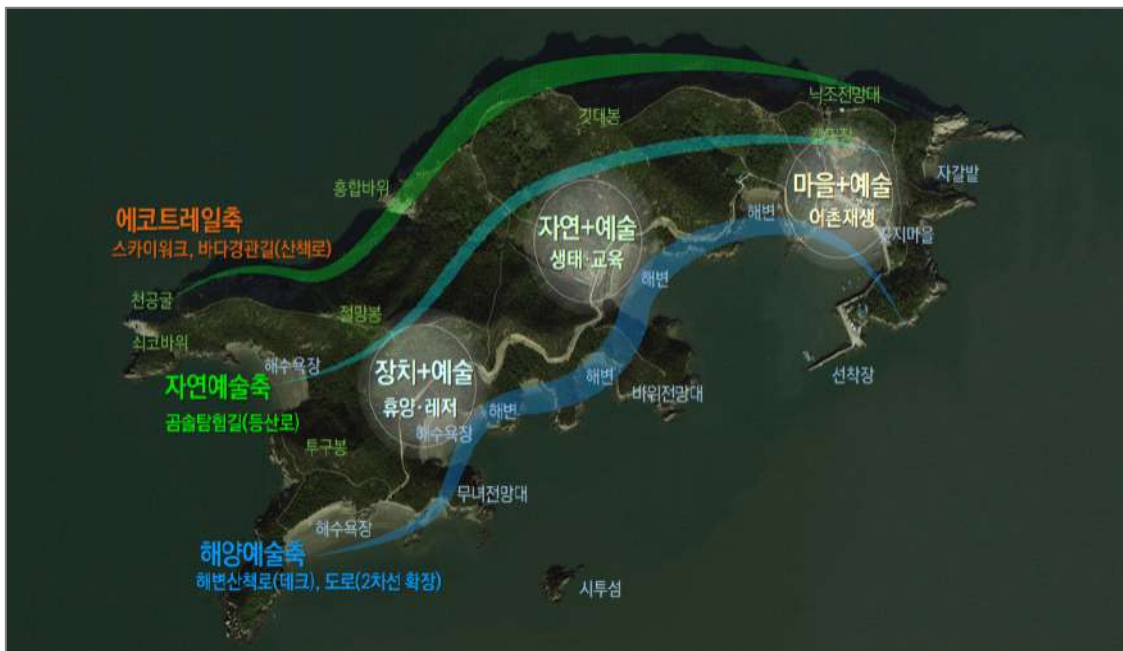 낙조전망대
깃대봉
자갈밭
홍합바위
마을+예술
어촌재생
해변
에코트레일축
스카이워크, 바다경관길(산책로)
자연+예술
생태·교육
해변
천공굴
쇠코바위
절망봉
해수욕장
장치+예술
휴양·레저
해변
바위전망대
선착장
자연예술축
곰솔탐험길(등산로)
해변
해수욕장
투구봉
무녀전망대
해수욕장
해양예술축
해변산책로(데크), 도로(2차선 확장)
시투섬